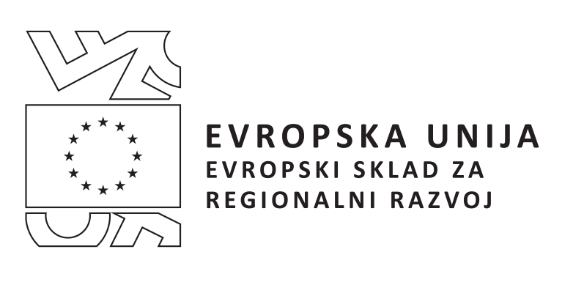 EVROPSKA UNIJA
EVROPSKI SKLAD ZA
REGIONALNI RAZVOJ